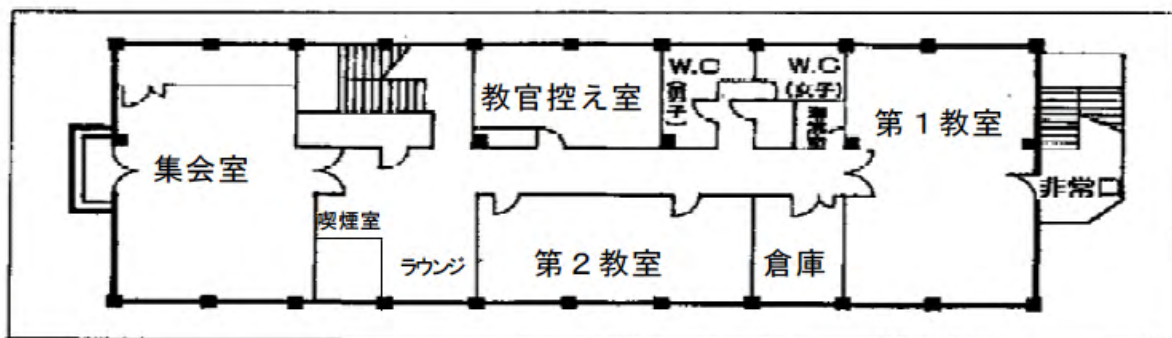 W.C
(男子)
W.C
(女子)
教官控え室
第1教室
集会室
非常口
喫煙室
ラウンジ
第2教室
倉庫